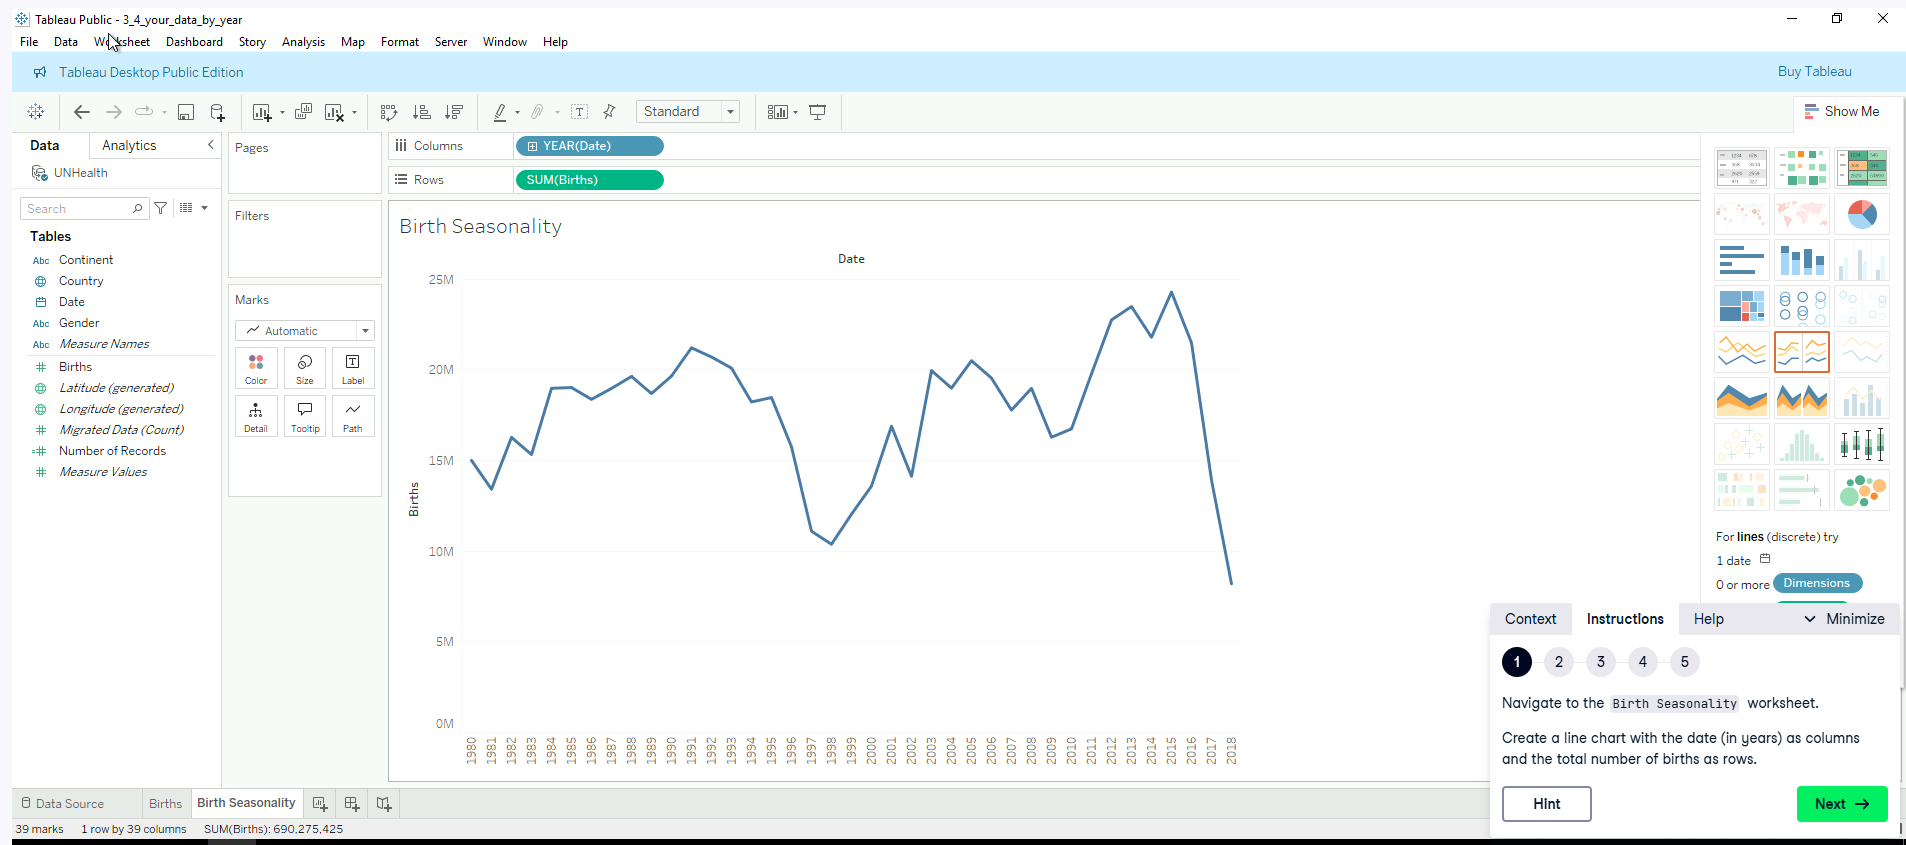 Tableau Public - 3_4_your_data_by_year
File Data Worksheet Dashboard Story Analysis Map Format Server Window Help
Tableau Desktop Public Edition
Buy Tableau
Standard
Show Me
Data
Analytics
UNHealth
Search
Tables
Abc Continent
Country
Date
Abc Gender
Abc Measure Names
Births
Latitude (generated)
Longitude (generated)
Migrated Data (Count)
Number of Records
Measure Values
Pages
Filters
Marks
Automatic
Color Size Label
Detail Tooltip Path
Columns YEAR(Date)
Rows SUM(Births)
Birth Seasonality
Date
25M
20M
15M
10M
5M
0M
Births
1980 1981 1982 1983 1984 1985 1986 1987 1988 1989 1990 1991 1992 1993 1994 1995 1996 1997 1998 1999 2000 2001 2002 2003 2004 2005 2006 2007 2008 2009 2010 2011 2012 2013 2014 2015 2016 2017 2018
For lines (discrete) try
1 date
0 or more Dimensions
Context Instructions Help Minimize
1 2 3 4 5
Navigate to the Birth Seasonality worksheet.
Create a line chart with the date (in years) as columns
and the total number of births as rows.
Hint
Next
Data Source Births Birth Seasonality
39 marks 1 row by 39 columns SUM(Births): 690,275,425